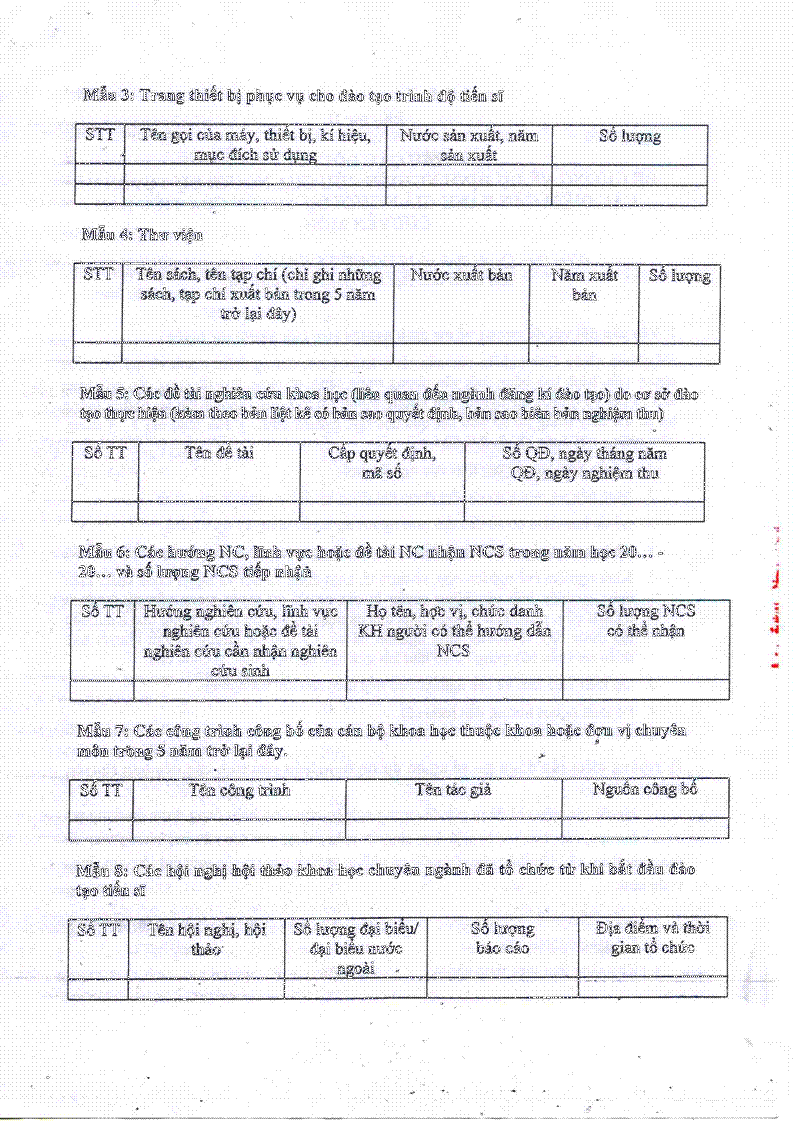 Mẫu 3: Trang thiết bị phục vụ cho đào tạo trình độ tiến sĩ
STT
Tên gọi của máy, thiết bị, kí hiệu,
mục đích sử dụng
Nước sản xuất, năm
sản xuất
Số lượng
Mẫu 4: Thư viện
STT
Tên sách, tên tạp chí (chỉ ghi những
sách, tạp chí xuất bản trong 5 năm
trở lại đây)
Nước xuất bản
Năm xuất
bản
Số lượng
Mẫu 5: Các đề tài nghiên cứu khoa học (liên quan đến ngành đăng kí đào tạo) do cơ sở đào
tạo thực hiện (kèm theo bản liệt kê có bản sao quyết định, bản sao biên bản nghiệm thu)
Số TT
Tên đề tài
Cấp quyết định,
mã số
Số QĐ, ngày tháng năm
QĐ, ngày nghiệm thu
Mẫu 6: Các hướng NC, lĩnh vực hoặc đề tài NC nhận NCS trong năm học 20... -
20... và số lượng NCS tiếp nhận
Số TT
Hướng nghiên cứu, lĩnh vực
nghiên cứu hoặc đề tài
nghiên cứu cần nhận nghiên
cứu sinh
Họ tên, học vị, chức danh
KH người có thể hướng dẫn
NCS
Số lượng NCS
có thể nhận
Mẫu 7: Các công trình công bố của cán bộ khoa học thuộc khoa hoặc đơn vị chuyên
môn trong 5 năm trở lại đây.
Số TT
Tên công trình
Tên tác giả
Nguồn công bố
Mẫu 8: Các hội nghị hội thảo khoa học chuyên ngành đã tổ chức từ khi bắt đầu đào
tạo tiến sĩ
Số TT
Tên hội nghị, hội
thảo
Số lượng đại biểu/
đại biểu nước
ngoài
Số lượng
báo cáo
Địa điểm và thời
gian tổ chức